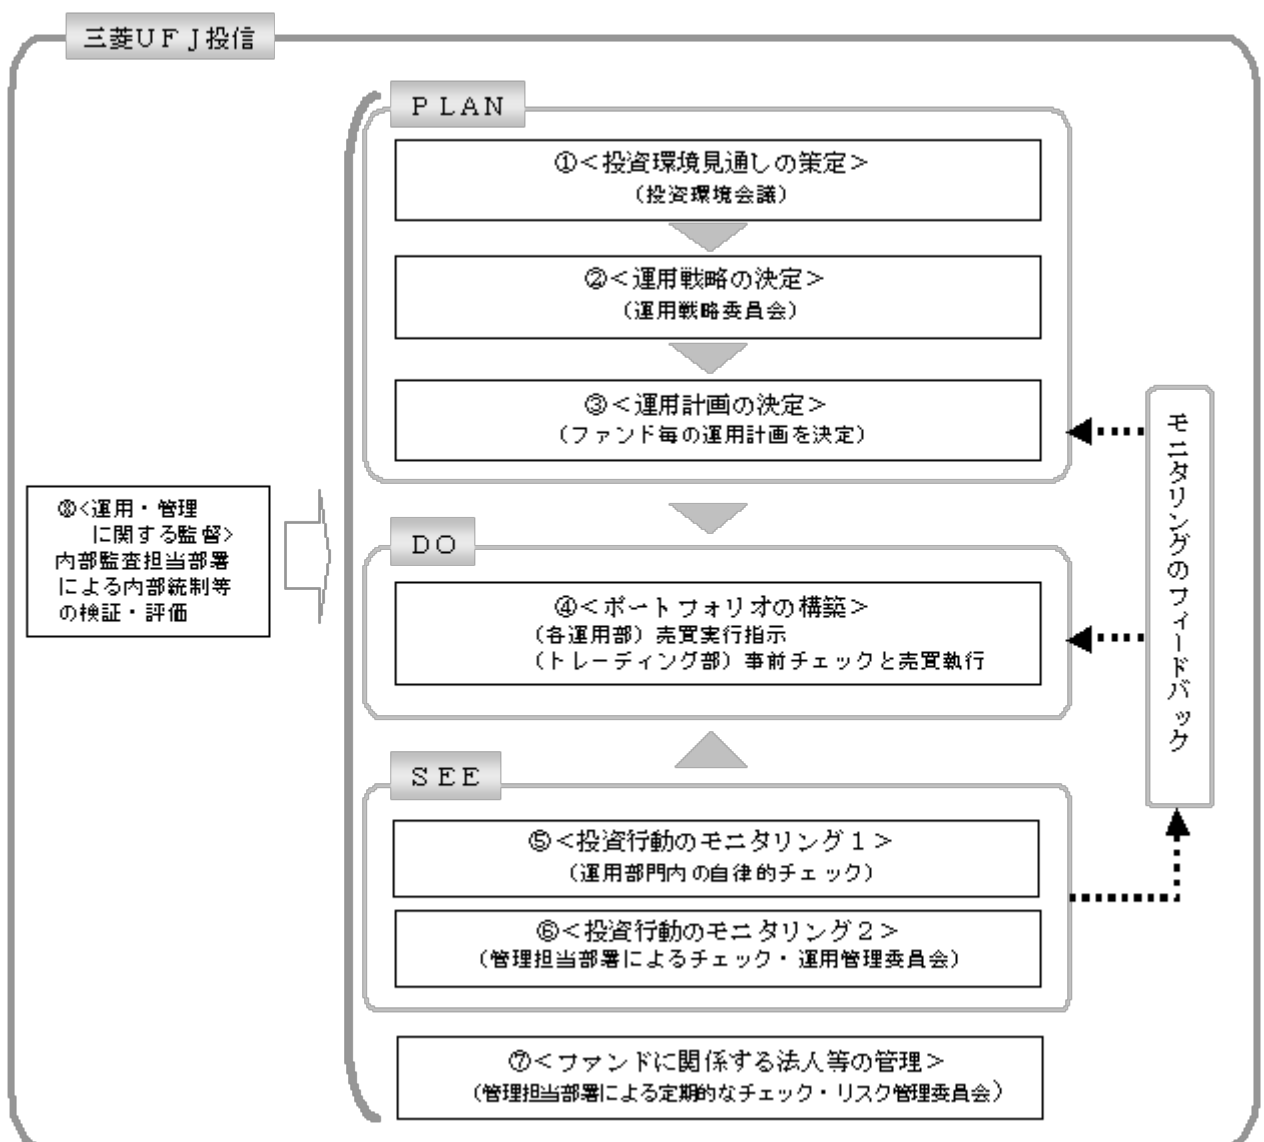 三菱ＵＦＪ投信
ＰＬＡＮ
①＜投資環境見通しの策定＞
（投資環境会議）
②＜運用戦略の決定＞
（運用戦略委員会）
③＜運用計画の決定＞
（ファンド毎の運用計画を決定）
⑧＜運用・管理
に関する監督＞
内部監査担当部署
による内部統制等
の検証・評価
ＤＯ
④＜ポートフォリオの構築＞
（各運用部）売買実行指示
（トレーディング部）事前チェックと売買執行
モニタリングのフィードバック
ＳＥＥ
⑤＜投資行動のモニタリング１＞
（運用部門内の自律的チェック）
⑥＜投資行動のモニタリング２＞
（管理担当部署によるチェック・運用管理委員会）
⑦＜ファンドに関係する法人等の管理＞
（管理担当部署による定期的なチェック・リスク管理委員会）